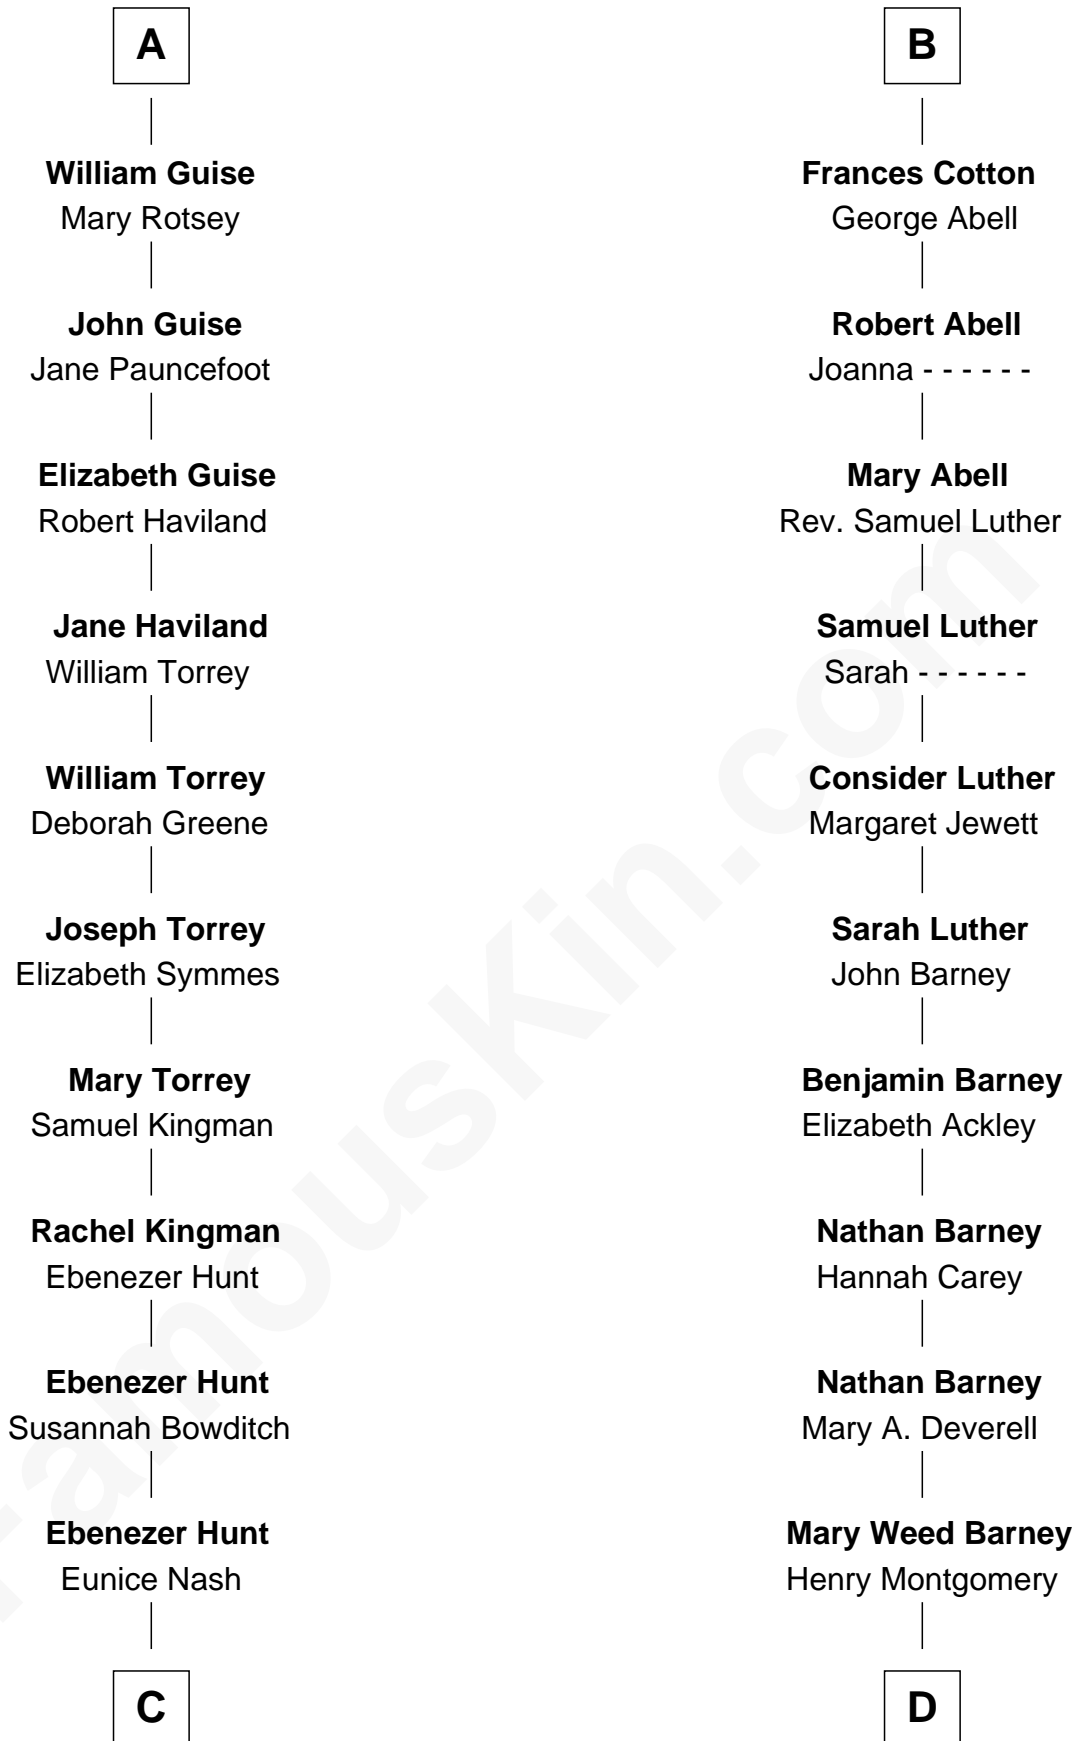 A
William Guise
Mary Rotsey
John Guise
Jane Pauncefoot
Elizabeth Guise
Robert Haviland
Jane Haviland
William Torrey
William Torrey
Deborah Greene
Joseph Torrey
Elizabeth Symmes
Mary Torrey
Samuel Kingman
Rachel Kingman
Ebenezer Hunt
Ebenezer Hunt
Susannah Bowditch
Ebenezer Hunt
Eunice Nash
C
B
Frances Cotton
George Abell
Robert Abell
Joanna - - - - - -
Mary Abell
Rev. Samuel Luther
Samuel Luther
Sarah - - - - - -
Consider Luther
Margaret Jewett
Sarah Luther
John Barney
Benjamin Barney
Elizabeth Ackley
Nathan Barney
Hannah Carey
Nathan Barney
Mary A. Deverell
Mary Weed Barney
Henry Montgomery
D
FamousKin.com